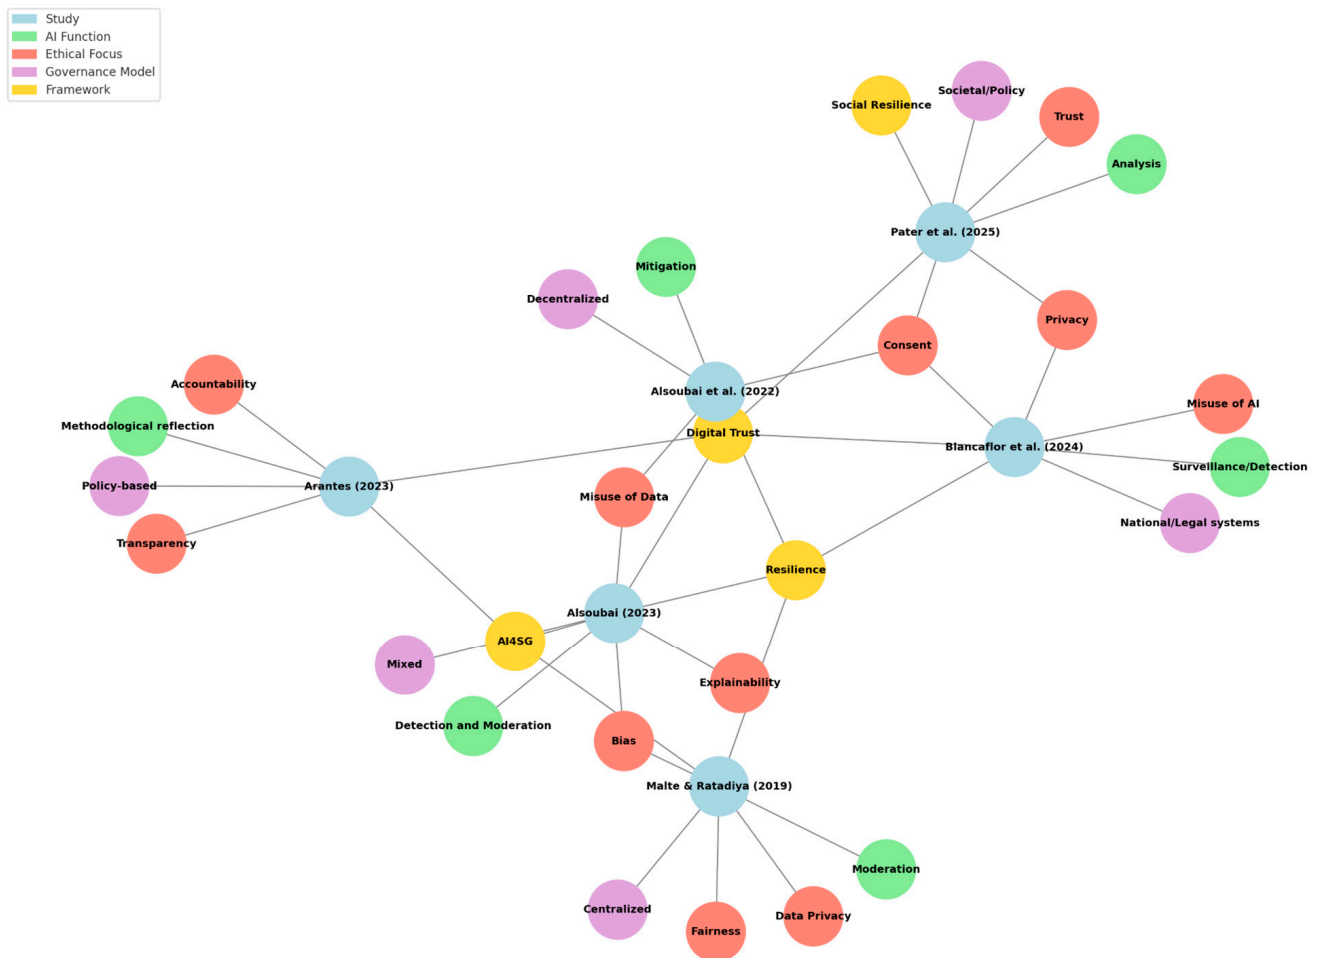 Study
AI Function
Ethical Focus
Governance Model
Framework
Societal/Policy
Social Resilience
Trust
Analysis
Pater et al. (2025)
Mitigation
Decentralized
Privacy
Consent
Accountability
Alsoubai et al. (2022)
Misuse of AI
Methodological reflection
Digital Trust
Blancaflor et al. (2024)
Surveillance/Detection
Policy-based
Arantes (2023)
Misuse of Data
National/Legal systems
Transparency
Resilience
Alsoubai (2023)
AI4SG
Mixed
Explainability
Detection and Moderation
Bias
Malte & Ratadiya (2019)
Moderation
Centralized
Data Privacy
Fairness